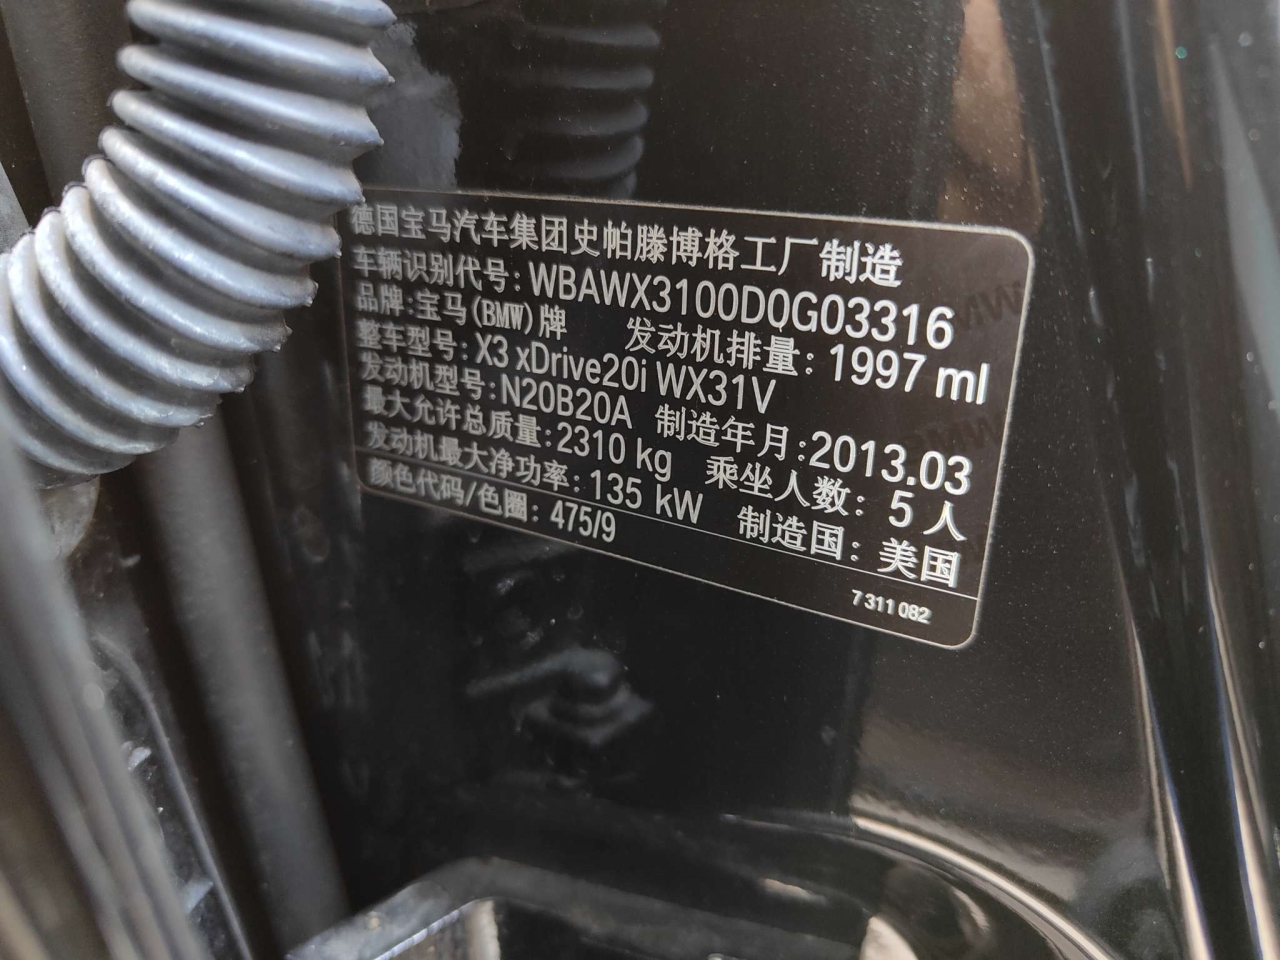 德国宝马汽车集团史帕滕博格工厂制造
车辆识别代号: WBAWX3100D0G03316
品牌:宝马(BMW)牌 发动机排量: 1997 ml
整车型号: X3 xDrive20i WX31V
发动机型号: N20B20A 制造年月:2013.03
最大允许总质量:2310 kg 乘坐人数: 5人
发动机最大净功率:135 kW 制造国: 美国
颜色代码/色圈: 475/9
7311082